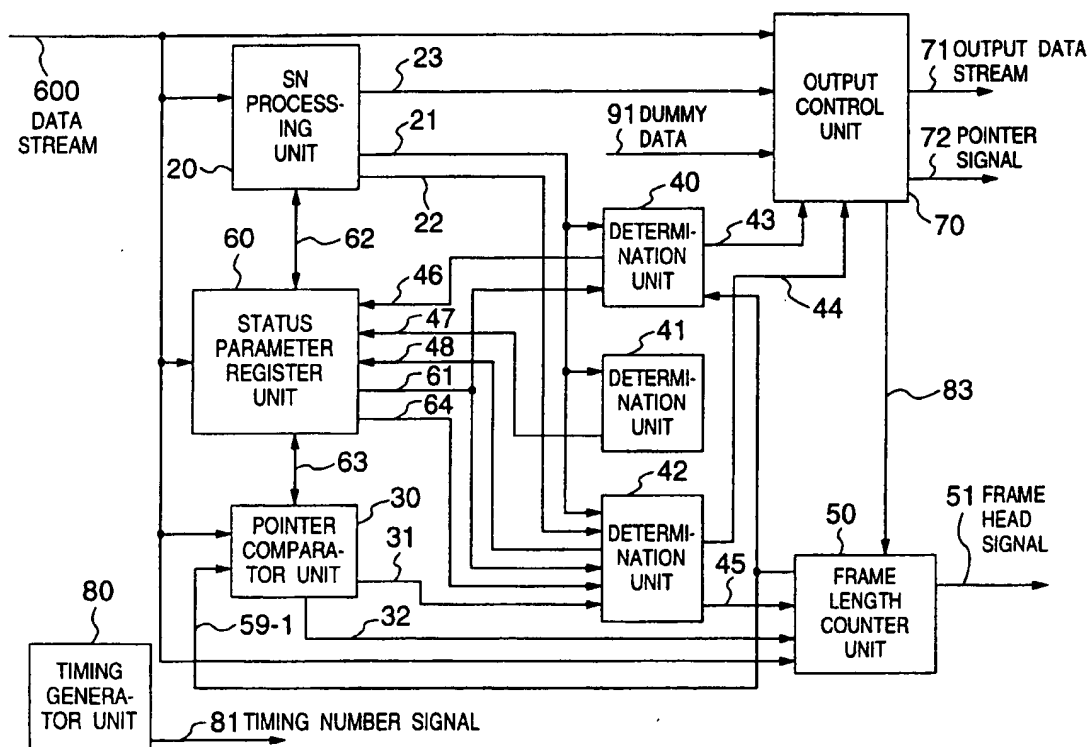 600
DATA
STREAM
SN
PROCESS-
ING
UNIT
20
23
21
22
91 DUMMY
DATA
OUTPUT
CONTROL
UNIT
70
71 OUTPUT DATA
STREAM
72 POINTER
SIGNAL
62
60
STATUS
PARAMETER
REGISTER
UNIT
46
47
48
61
64
40
DETERMI-
NATION
UNIT
43
44
41
DETERMI-
NATION
UNIT
83
63
30
POINTER
COMPARA-
TOR UNIT
31
32
59-1
42
DETERMI-
NATION
UNIT
45
50
FRAME
LENGTH
COUNTER
UNIT
51 FRAME
HEAD
SIGNAL
80
TIMING
GENERA-
TOR UNIT
81 TIMING NUMBER SIGNAL